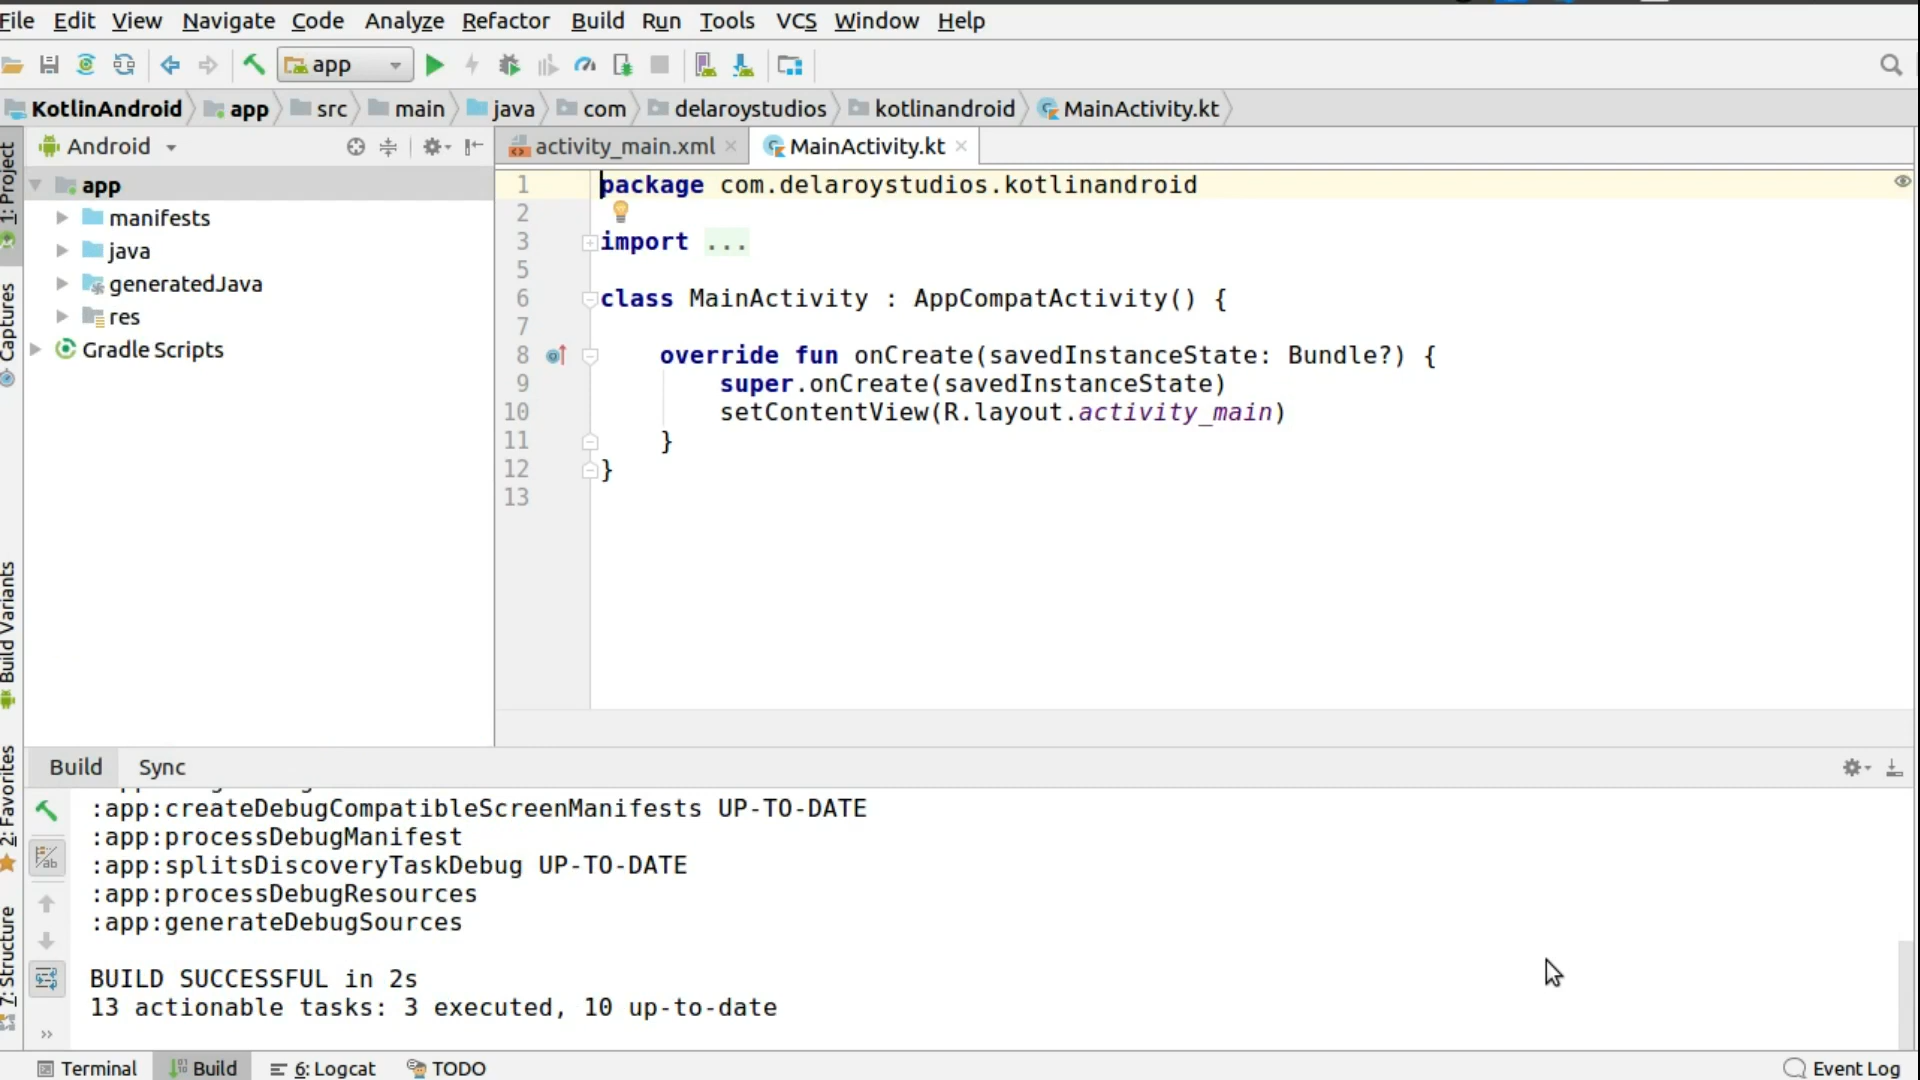 File Edit View Navigate Code Analyze Refactor Build Run Tools VCS Window Help
app
KotlinAndroid app src main java com delaroystudios kotlinandroid MainActivity.kt
Android
activity_main.xml MainActivity.kt
1: Project
Captures
Build Variants
2: Favorites
7: Structure
app
manifests
java
generatedJava
res
Gradle Scripts
1 package com.delaroystudios.kotlinandroid
2
3 import ...
5
6 class MainActivity : AppCompatActivity() {
7
8 override fun onCreate(savedInstanceState: Bundle?) {
9 super.onCreate(savedInstanceState)
10 setContentView(R.layout.activity_main)
11 }
12 }
13
Build Sync
:app:createDebugCompatibleScreenManifests UP-TO-DATE
:app:processDebugManifest
:app:splitsDiscoveryTaskDebug UP-TO-DATE
:app:processDebugResources
:app:generateDebugSources
BUILD SUCCESSFUL in 2s
13 actionable tasks: 3 executed, 10 up-to-date
Terminal Build 6: Logcat TODO Event Log